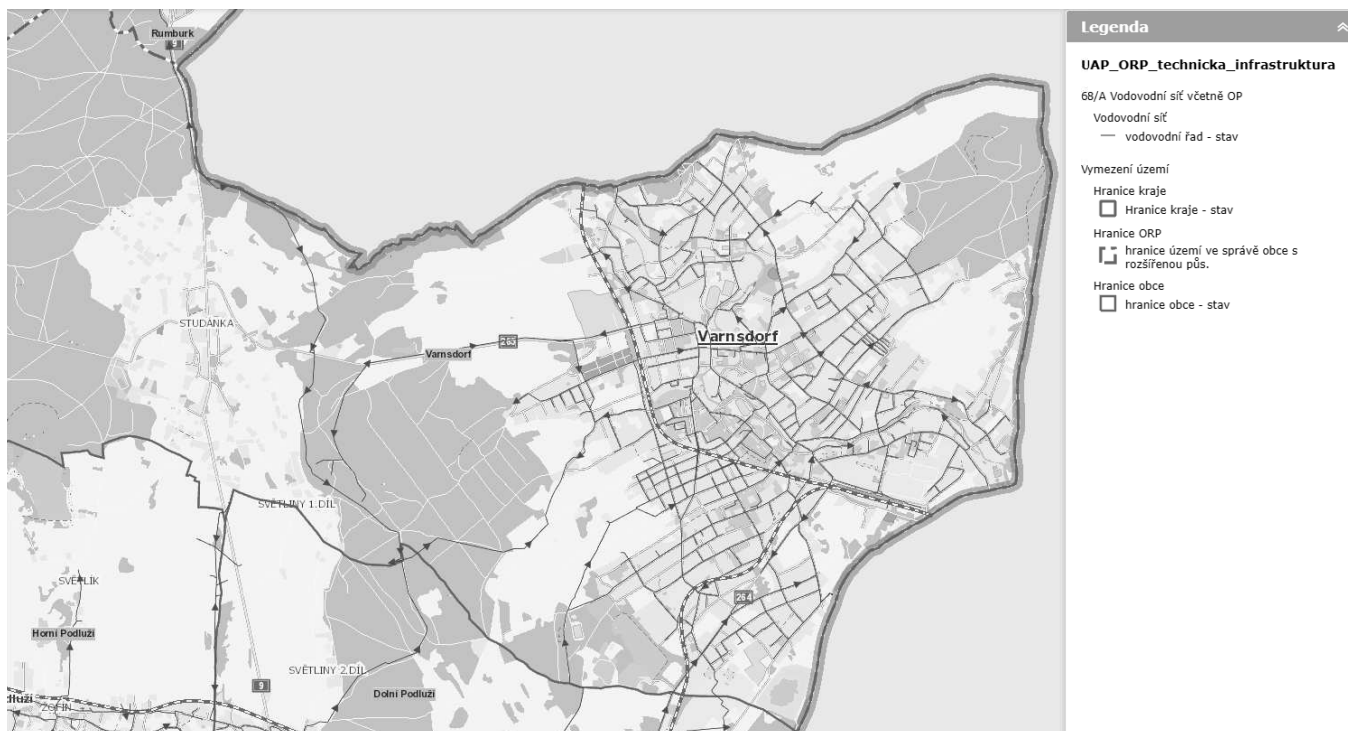 Rumburk
9
STUDÁNKA
Varnsdorf
265
Varnsdorf
SVĚTLINY 1.DÍL
SVĚTLÍK
Horní Podluží
264
SVĚTLINY 2.DÍL
9
Dolní Podluží
dluží
ŽOFÍN
Legenda
UAP_ORP_technicka_infrastruktura
68/A Vodovodní síť včetně OP
Vodovodní síť
vodovodní řad - stav
Vymezení území
Hranice kraje
Hranice kraje - stav
Hranice ORP
hranice území ve správě obce s
rozšířenou půs.
Hranice obce
hranice obce - stav